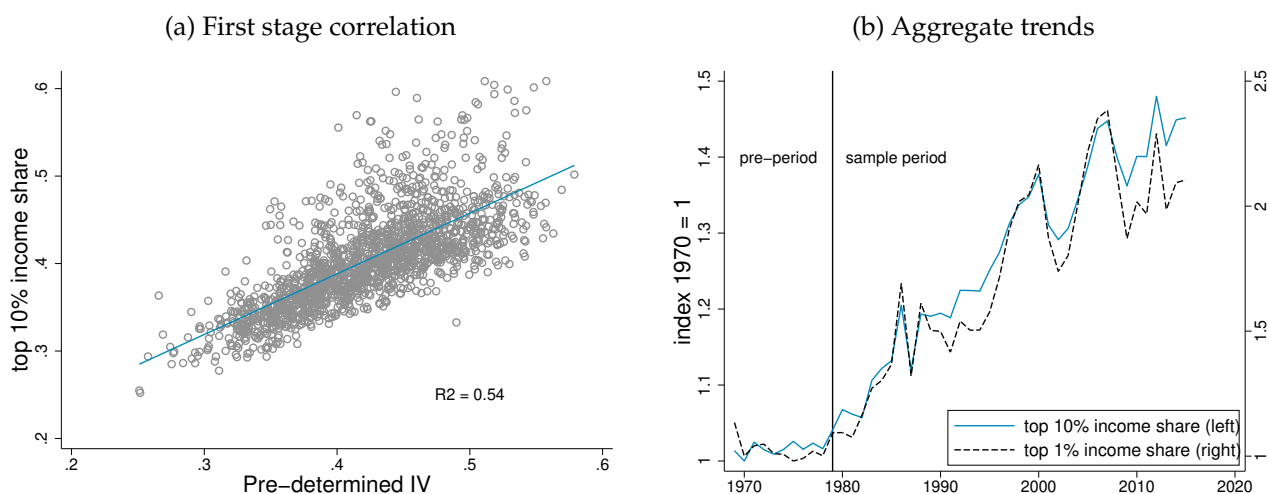 (a) First stage correlation
top 10% income share
.6
.5
.4
.3
.2
R2 = 0.54
.2 .3 .4 .5 .6
Pre−determined IV
(b) Aggregate trends
index 1970 = 1
1.5
1.4
1.3
1.2
1.1
1
pre−period
sample period
2.5
2
1.5
1
top 10% income share (left)
top 1% income share (right)
1970 1980 1990 2000 2010 2020